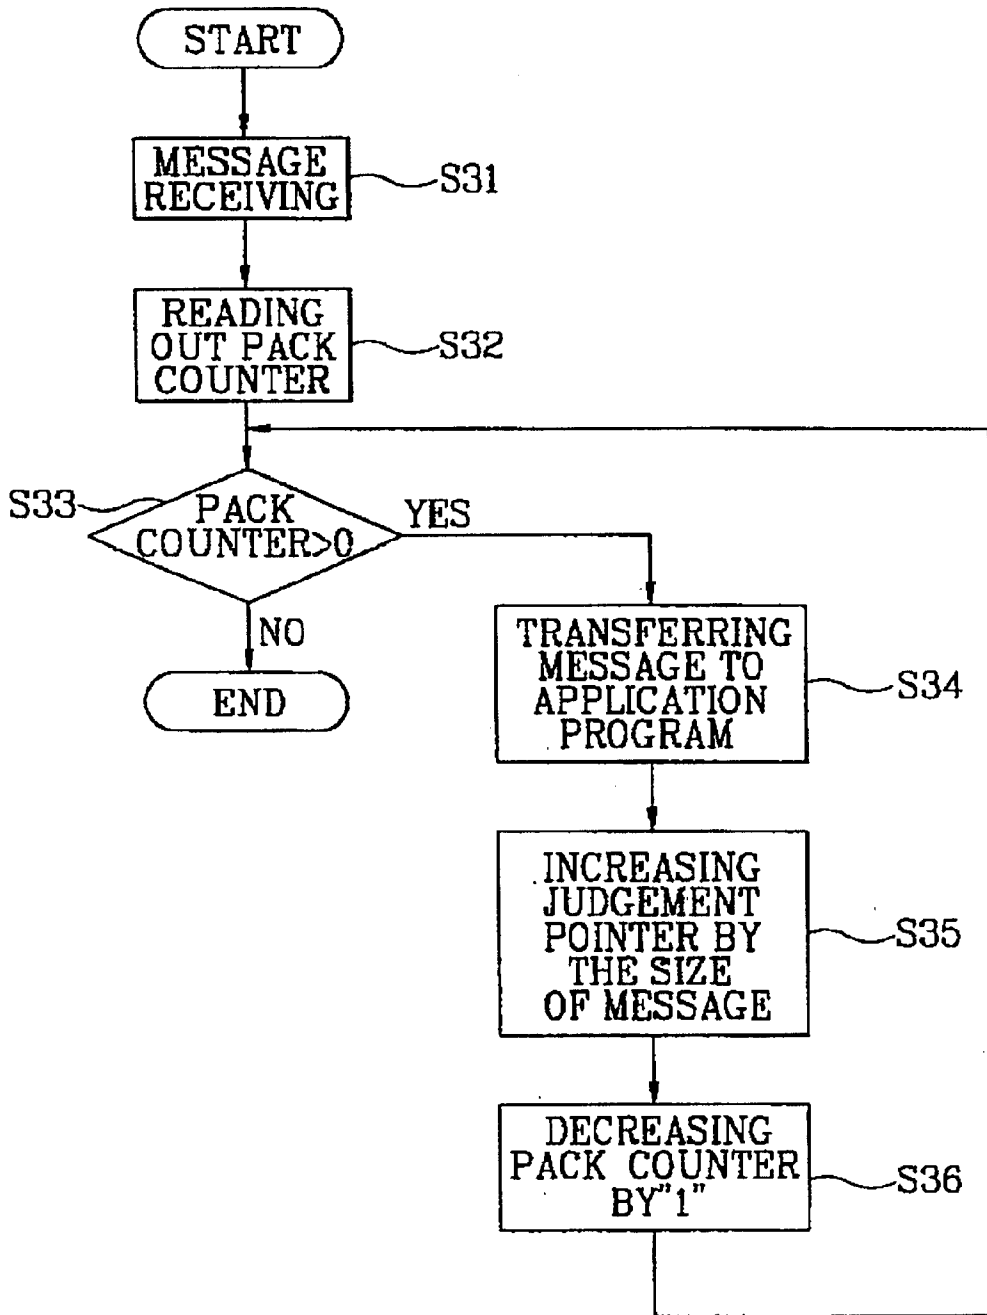 START
MESSAGE
RECEIVING
S31
READING
OUT PACK
COUNTER
S32
S33
PACK
COUNTER>0
YES
NO
END
TRANSFERRING
MESSAGE TO
APPLICATION
PROGRAM
S34
INCREASING
JUDGEMENT
POINTER BY
THE SIZE
OF MESSAGE
S35
DECREASING
PACK COUNTER
BY"1"
S36